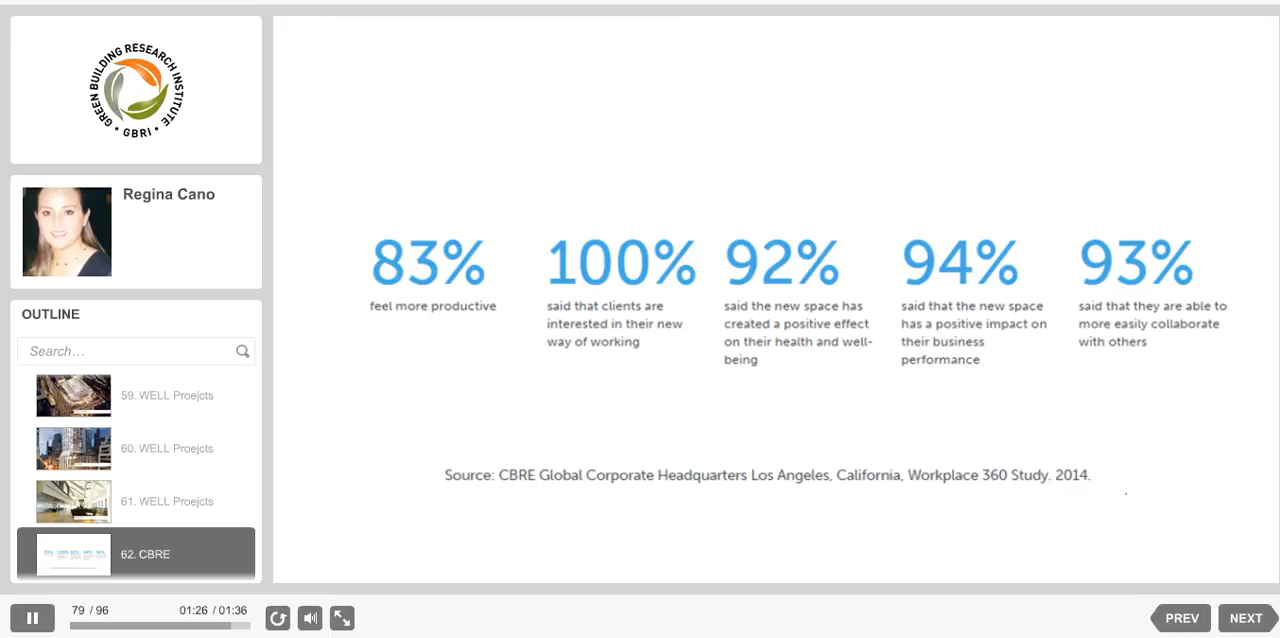 GREEN BUILDING RESEARCH INSTITUTE
• GBRI •
Regina Cano
OUTLINE
Search...
59. WELL Proejcts
60. WELL Proejcts
61. WELL Proejcts
62. CBRE
83%
feel more productive
100%
said that clients are
interested in their new
way of working
92%
said the new space has
created a positive effect
on their health and well-
being
94%
said that the new space
has a positive impact on
their business
performance
93%
said that they are able to
more easily collaborate
with others
Source: CBRE Global Corporate Headquarters Los Angeles, California, Workplace 360 Study. 2014.
79 / 96
01:26 / 01:36
PREV
NEXT